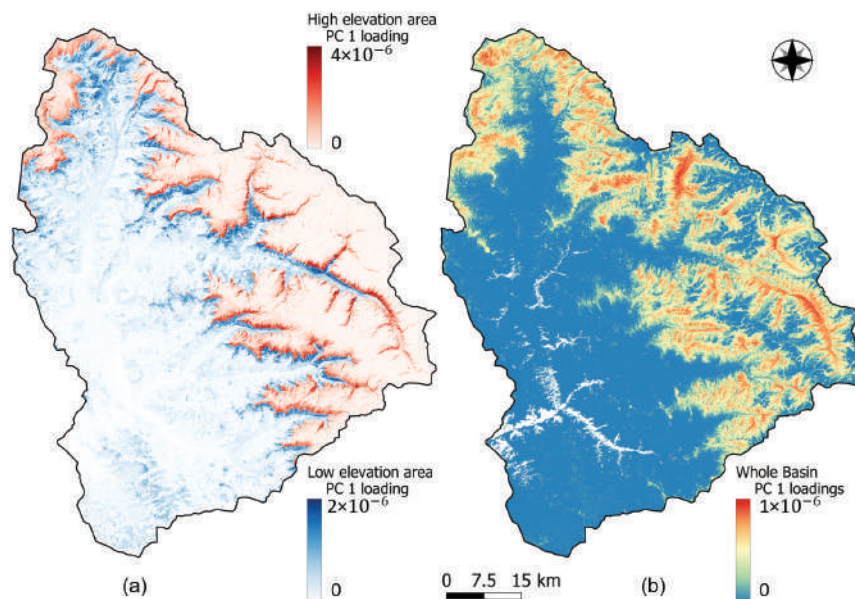 High elevation area
PC 1 loading
4×10⁻⁶
0
Low elevation area
PC 1 loading
2×10⁻⁶
0
(a)
0 7.5 15 km
Whole Basin
PC 1 loadings
1×10⁻⁶
0
(b)